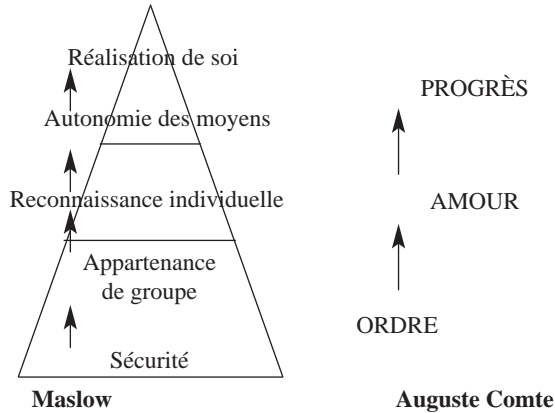 Réalisation de soi
Autonomie des moyens
Reconnaissance individuelle
Appartenance
de groupe
Sécurité
Maslow
PROGRÈS
AMOUR
ORDRE
Auguste Comte